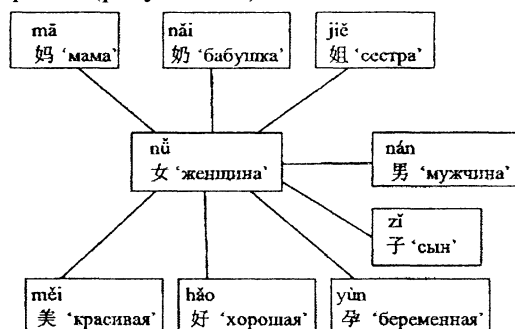 mā
妈 ‘мама’
nǎi
奶 ‘бабушка’
jiě
姐 ‘сестра’
nǚ
女 ‘женщина’
nán
男 ‘мужчина’
zǐ
子 ‘сын’
měi
美 ‘красивая’
hǎo
好 ‘хорошая’
yùn
孕 ‘беременная’